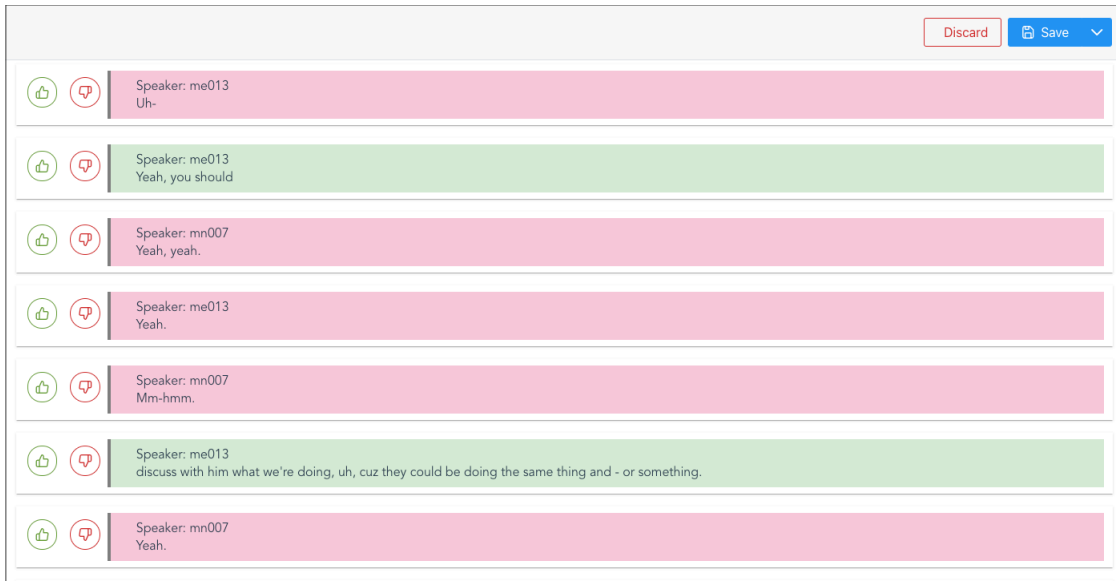 Discard
Save
Speaker: me013
Uh-
Speaker: me013
Yeah, you should
Speaker: mn007
Yeah, yeah.
Speaker: me013
Yeah.
Speaker: mn007
Mm-hmm.
Speaker: me013
discuss with him what we're doing, uh, cuz they could be doing the same thing and - or something.
Speaker: mn007
Yeah.